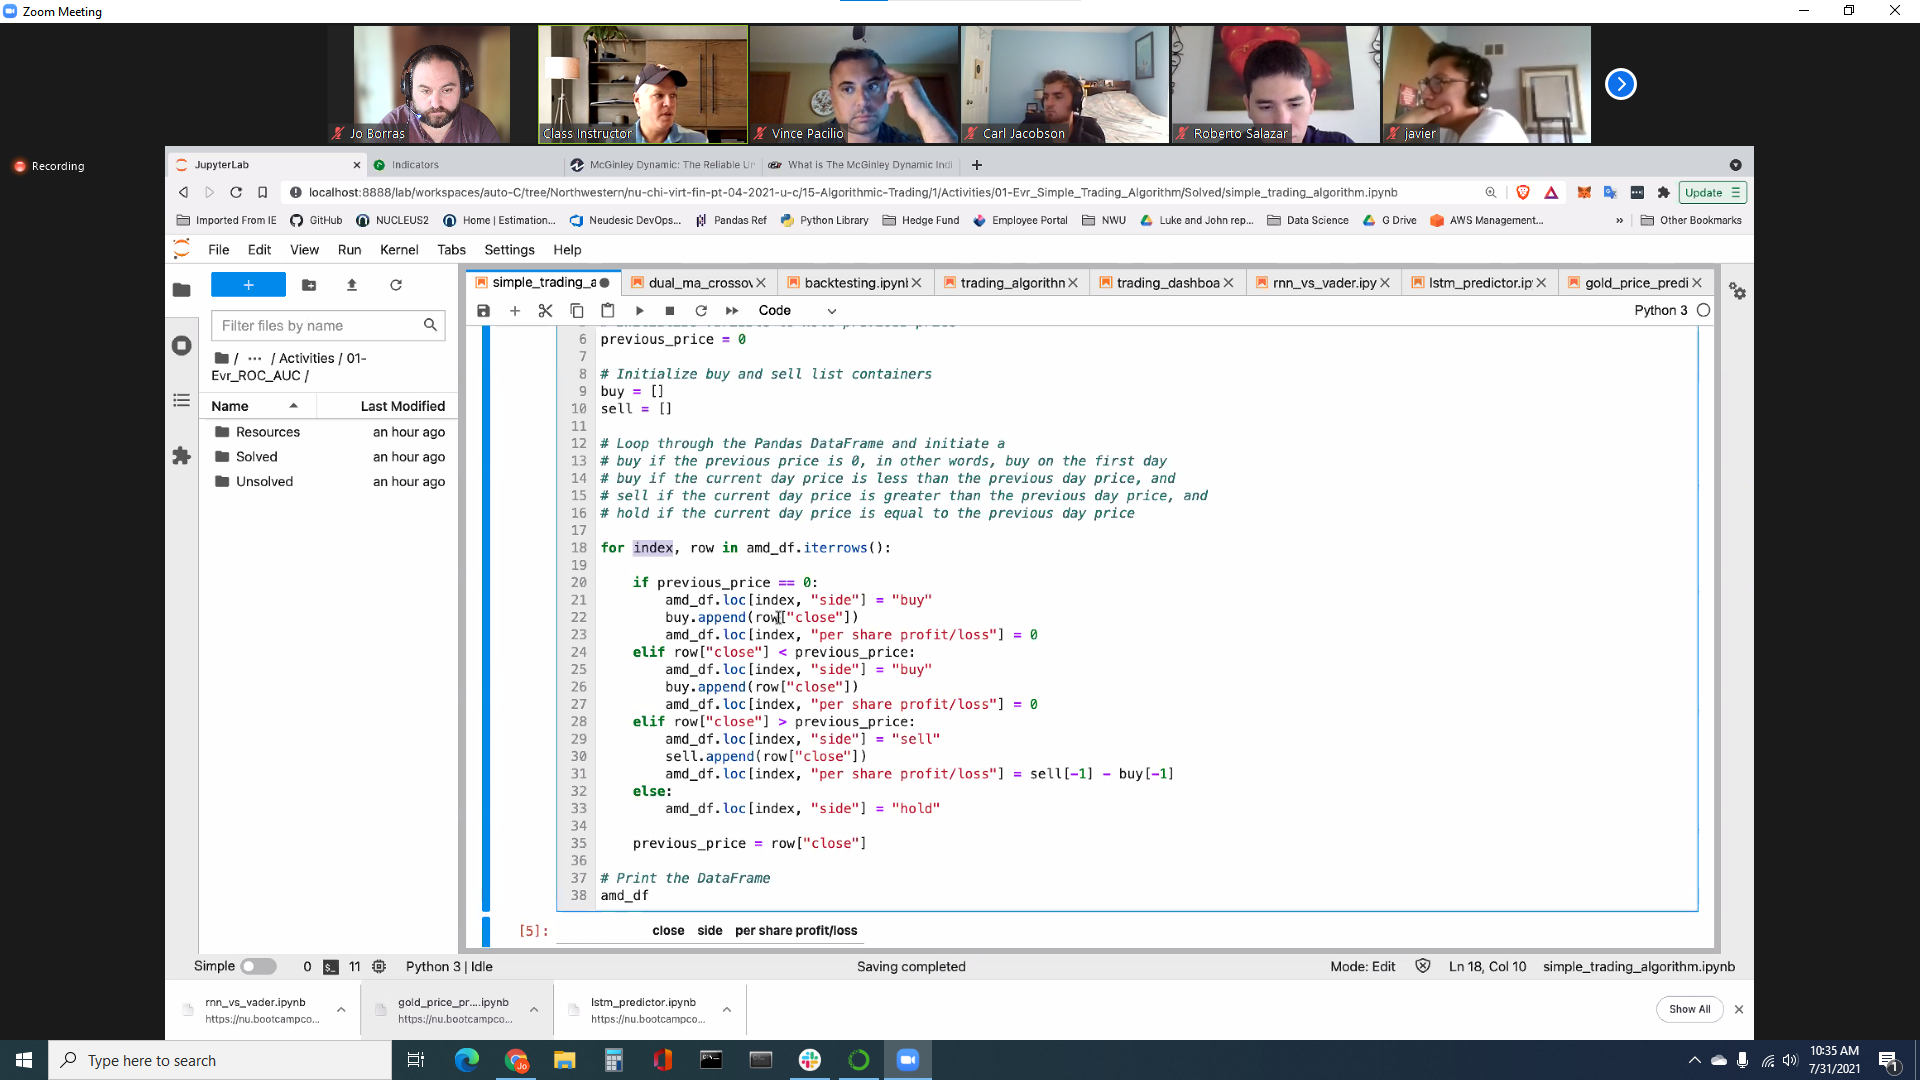 Zoom Meeting
Jo Borras
Class Instructor
Vince Pacilio
Carl Jacobson
Roberto Salazar
javier
Recording
JupyterLab
Indicators
McGinley Dynamic: The Reliable Un
What is The McGinley Dynamic Indi
localhost:8888/lab/workspaces/auto-C/tree/Northwestern/nu-chi-virt-fin-pt-04-2021-u-c/15-Algorithmic-Trading/1/Activities/01-Evr_Simple_Trading_Algorithm/Solved/simple_trading_algorithm.ipynb
Update
Imported From IE
GitHub
NUCLEUS2
Home | Estimation...
Neudesic DevOps...
Pandas Ref
Python Library
Hedge Fund
Employee Portal
NWU
Luke and John rep...
Data Science
G Drive
AWS Management...
»
Other Bookmarks
File Edit View Run Kernel Tabs Settings Help
simple_trading_a
dual_ma_crossov
backtesting.ipynl
trading_algorithn
trading_dashboa
rnn_vs_vader.ipy
lstm_predictor.ip
gold_price_predi
Code
Python 3
Filter files by name
/ ··· / Activities / 01-
Evr_ROC_AUC /
Name Last Modified
Resources an hour ago
Solved an hour ago
Unsolved an hour ago
6 previous_price = 0
7
8 # Initialize buy and sell list containers
9 buy = []
10 sell = []
11
12 # Loop through the Pandas DataFrame and initiate a
13 # buy if the previous price is 0, in other words, buy on the first day
14 # buy if the current day price is less than the previous day price, and
15 # sell if the current day price is greater than the previous day price, and
16 # hold if the current day price is equal to the previous day price
17
18 for index, row in amd_df.iterrows():
19
20 if previous_price == 0:
21 amd_df.loc[index, "side"] = "buy"
22 buy.append(row["close"])
23 amd_df.loc[index, "per share profit/loss"] = 0
24 elif row["close"] < previous_price:
25 amd_df.loc[index, "side"] = "buy"
26 buy.append(row["close"])
27 amd_df.loc[index, "per share profit/loss"] = 0
28 elif row["close"] > previous_price:
29 amd_df.loc[index, "side"] = "sell"
30 sell.append(row["close"])
31 amd_df.loc[index, "per share profit/loss"] = sell[-1] - buy[-1]
32 else:
33 amd_df.loc[index, "side"] = "hold"
34
35 previous_price = row["close"]
36
37 # Print the DataFrame
38 amd_df
[5]: close side per share profit/loss
Simple 0 11 Python 3 | Idle Saving completed Mode: Edit Ln 18, Col 10 simple_trading_algorithm.ipynb
rnn_vs_vader.ipynb
https://nu.bootcampco...
gold_price_pr....ipynb
https://nu.bootcampco...
lstm_predictor.ipynb
https://nu.bootcampco...
Show All
Type here to search
10:35 AM
7/31/2021
1